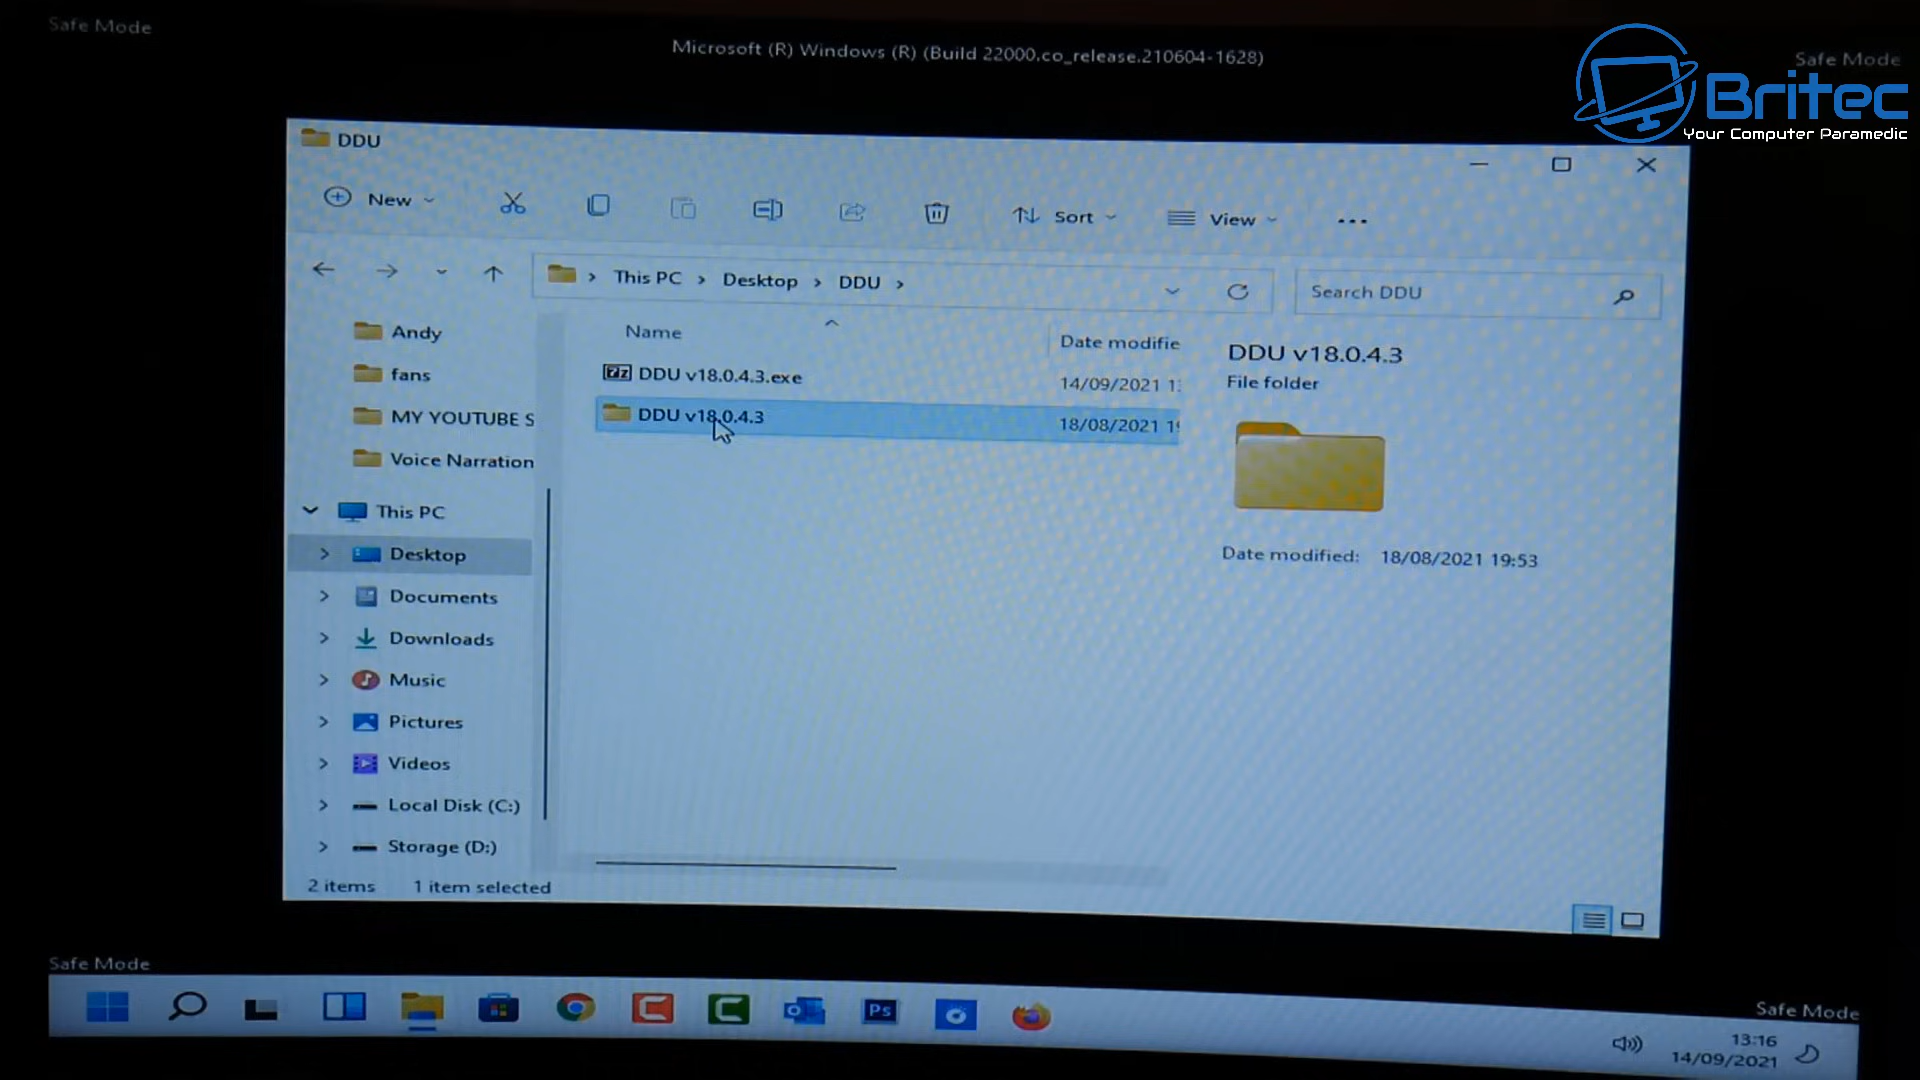 Safe Mode
Microsoft (R) Windows (R) (Build 22000.co_release.210604-1628)
Safe Mode
Britec
Your Computer Paramedic
DDU
New
Sort
View
This PC
Desktop
DDU
Search DDU
Andy
fans
MY YOUTUBE S
Voice Narration
This PC
Desktop
Documents
Downloads
Music
Pictures
Videos
Local Disk (C:)
Storage (D:)
Name
Date modifie
DDU v18.0.4.3.exe
14/09/2021 1
DDU v18.0.4.3
18/08/2021 1
DDU v18.0.4.3
File folder
Date modified: 18/08/2021 19:53
2 items 1 item selected
Safe Mode
Ps
Safe Mode
13:16
14/09/2021